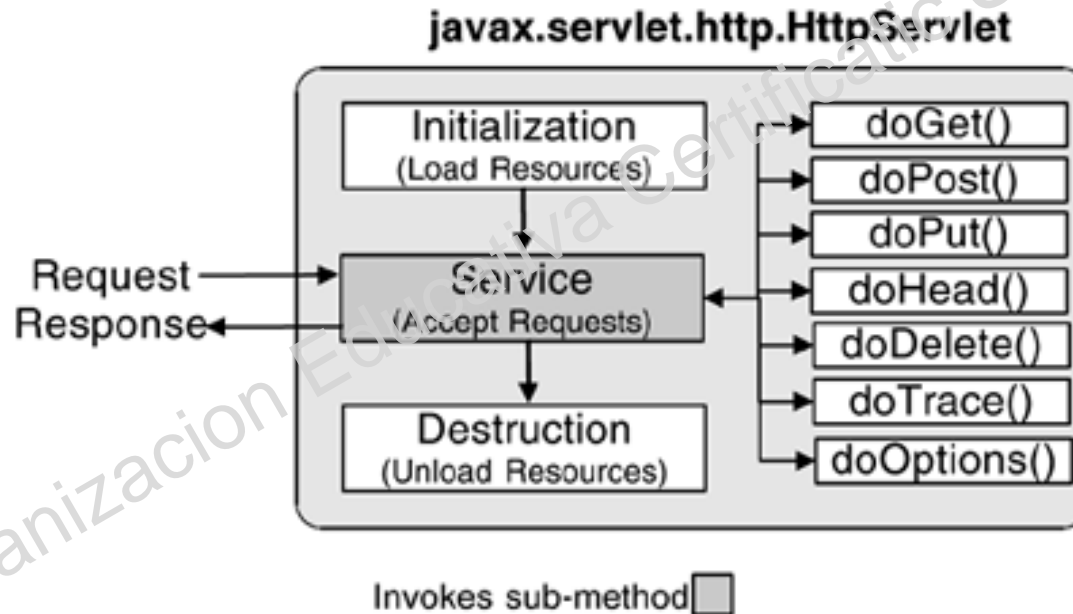 javax.servlet.http.HttpServlet
Initialization
(Load Resources)
Request
Response
Service
(Accept Requests)
Destruction
(Unload Resources)
doGet()
doPost()
doPut()
doHead()
doDelete()
doTrace()
doOptions()
Invokes sub-method
Educativa